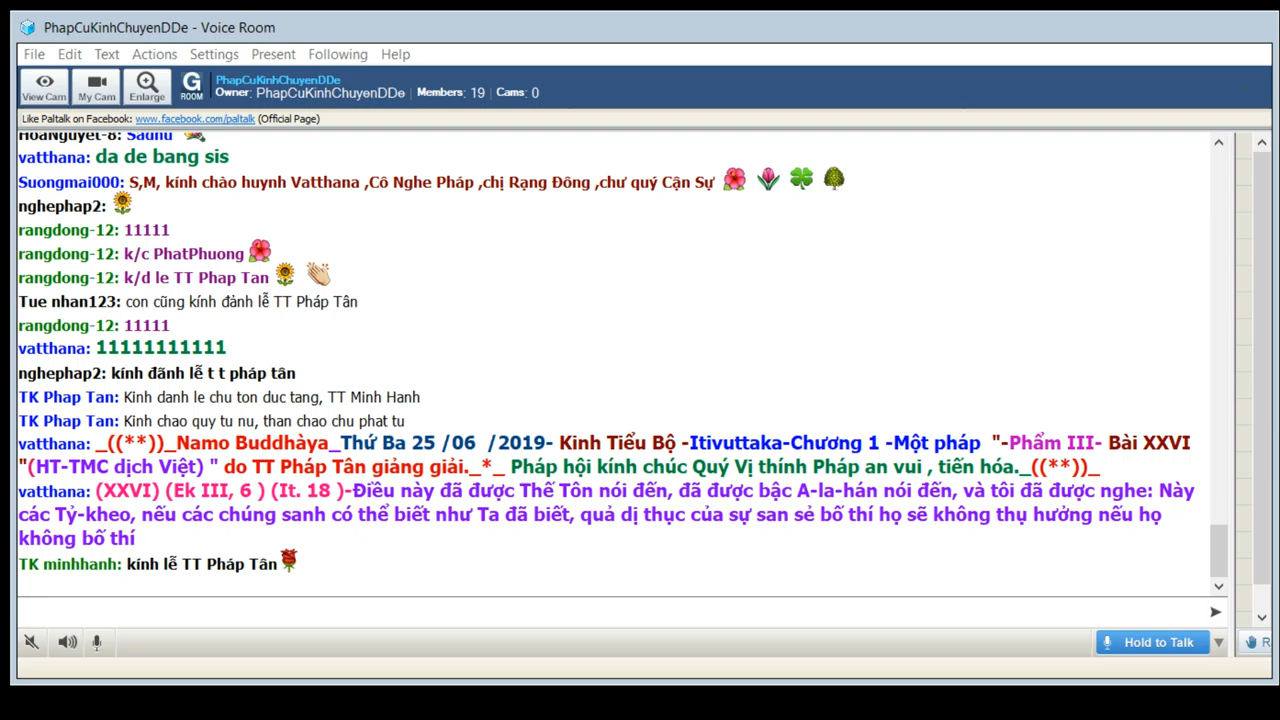 PhapCuKinhChuyenDDe - Voice Room
File Edit Text Actions Settings Present Following Help
View Cam My Cam Enlarge G ROOM
PhapCuKinhChuyenDDe
Owner: PhapCuKinhChuyenDDe | Members: 19 | Cams: 0
Like Paltalk on Facebook: www.facebook.com/paltalk (Official Page)
HoaNguyet-8: Sadhu
vatthana: da de bang sis
Suongmai000: S,M, kính chào huynh Vatthana ,Cô Nghe Pháp ,chị Rạng Đông ,chư quý Cận Sự
nghephap2:
rangdong-12: 11111
rangdong-12: k/c PhatPhuong
rangdong-12: k/d le TT Phap Tan
Tue nhan123: con cũng kính đành lễ TT Pháp Tân
rangdong-12: 11111
vatthana: 11111111111
nghephap2: kính đãnh lễ t t pháp tân
TK Phap Tan: Kinh danh le chu ton duc tang, TT Minh Hanh
TK Phap Tan: Kinh chao quy tu nu, than chao chu phat tu
vatthana: _((**))_Namo Buddhàya_Thứ Ba 25 /06 /2019- Kinh Tiểu Bộ -Itivuttaka-Chương 1 -Một pháp "-Phẩm III- Bài XXVI
"(HT-TMC dịch Việt) " do TT Pháp Tân giảng giải._*_ Pháp hội kính chúc Quý Vị thính Pháp an vui , tiến hóa._((**))_
vatthana: (XXVI) (Ek III, 6 ) (It. 18 )-Điều này đã được Thế Tôn nói đến, đã được bậc A-la-hán nói đến, và tôi đã được nghe: Này
các Tỷ-kheo, nếu các chúng sanh có thể biết như Ta đã biết, quả dị thục của sự san sẻ bố thí họ sẽ không thụ hưởng nếu họ
không bố thí
TK minhhanh: kính lễ TT Pháp Tân
Hold to Talk